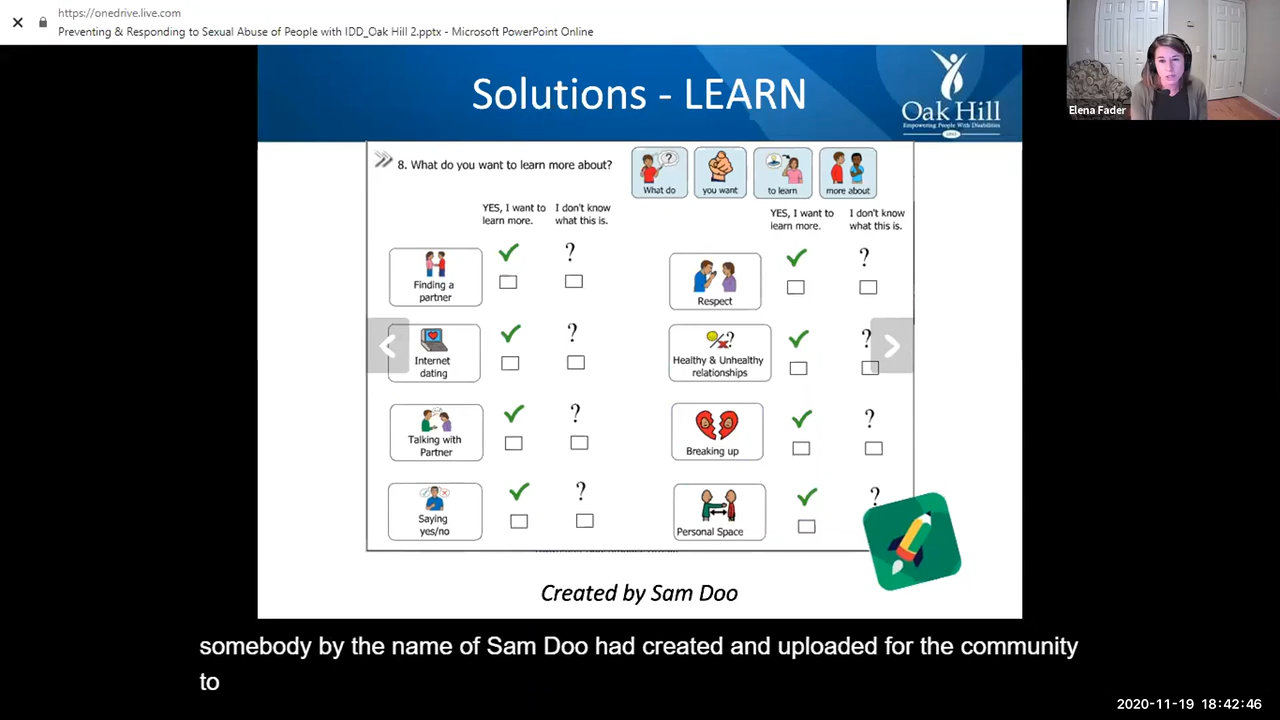 https://onedrive.live.com
Preventing & Responding to Sexual Abuse of People with IDD_Oak Hill 2.pptx - Microsoft PowerPoint Online
Elena Fader
Solutions - LEARN
Oak Hill
Empowering People With Disabilities
8. What do you want to learn more about?
What do
you want
to learn
more about
YES, I want to
learn more.
I don't know
what this is.
YES, I want to
learn more.
I don't know
what this is.
Finding a
partner
?
Respect
?
Internet
dating
?
Healthy & Unhealthy
relationships
?
Talking with
Partner
?
Breaking up
?
Saying
yes/no
?
Personal Space
?
Created by Sam Doo
somebody by the name of Sam Doo had created and uploaded for the community
to
2020-11-19 18:42:46